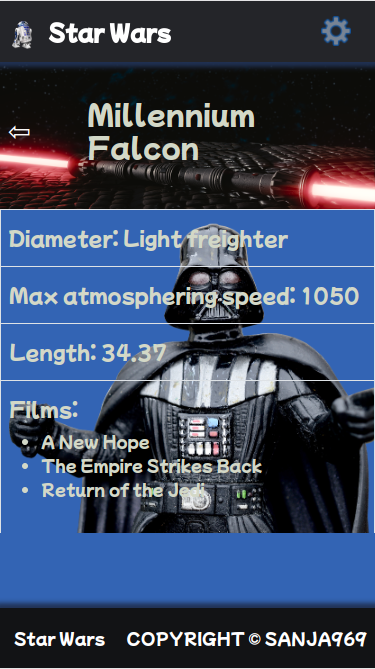 Star Wars
⇦
Millennium
Falcon
Diameter: Light freighter
Max atmosphering speed: 1050
Length: 34.37
Films:
• A New Hope
• The Empire Strikes Back
• Return of the Jedi
Star Wars COPYRIGHT © SANJA969